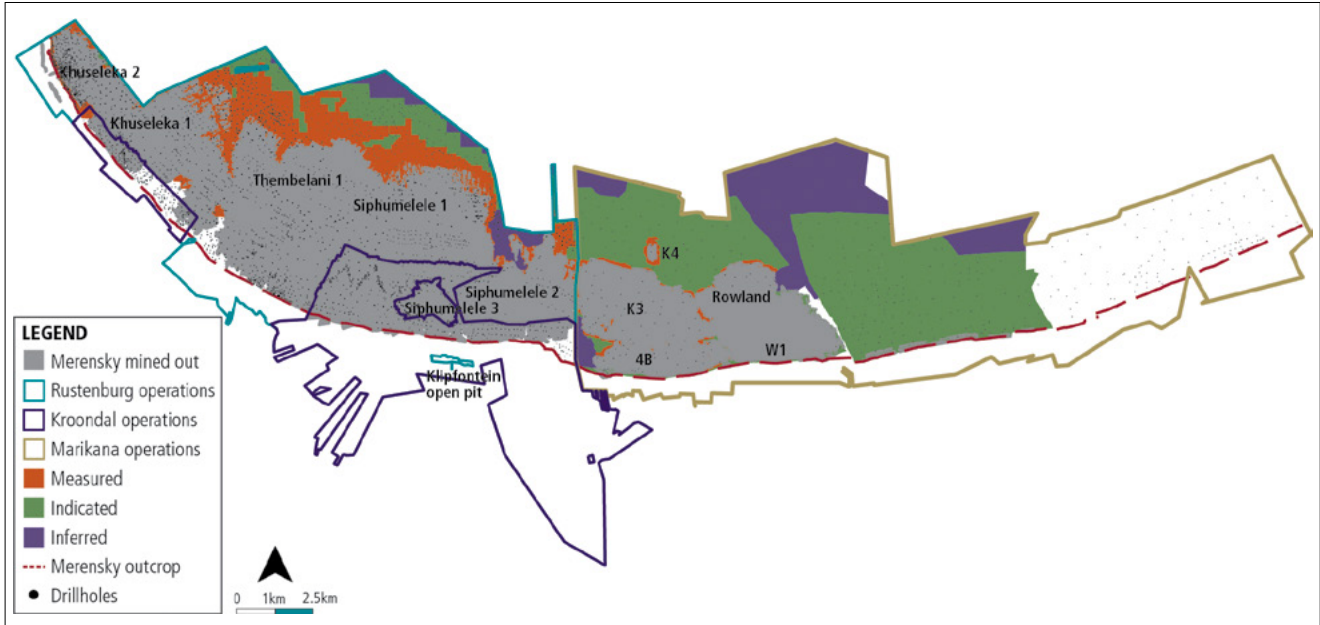 Khuseleka 2
Khuseleka 1
Thembelani 1
Siphumelele 1
K4
Siphumelele 2
Rowland
Siphumelele 3
K3
4B
W1
Klipfontein
open pit
LEGEND
Merensky mined out
Rustenburg operations
Kroondal operations
Marikana operations
Measured
Indicated
Inferred
Merensky outcrop
Drillholes
0 1km 2.5km